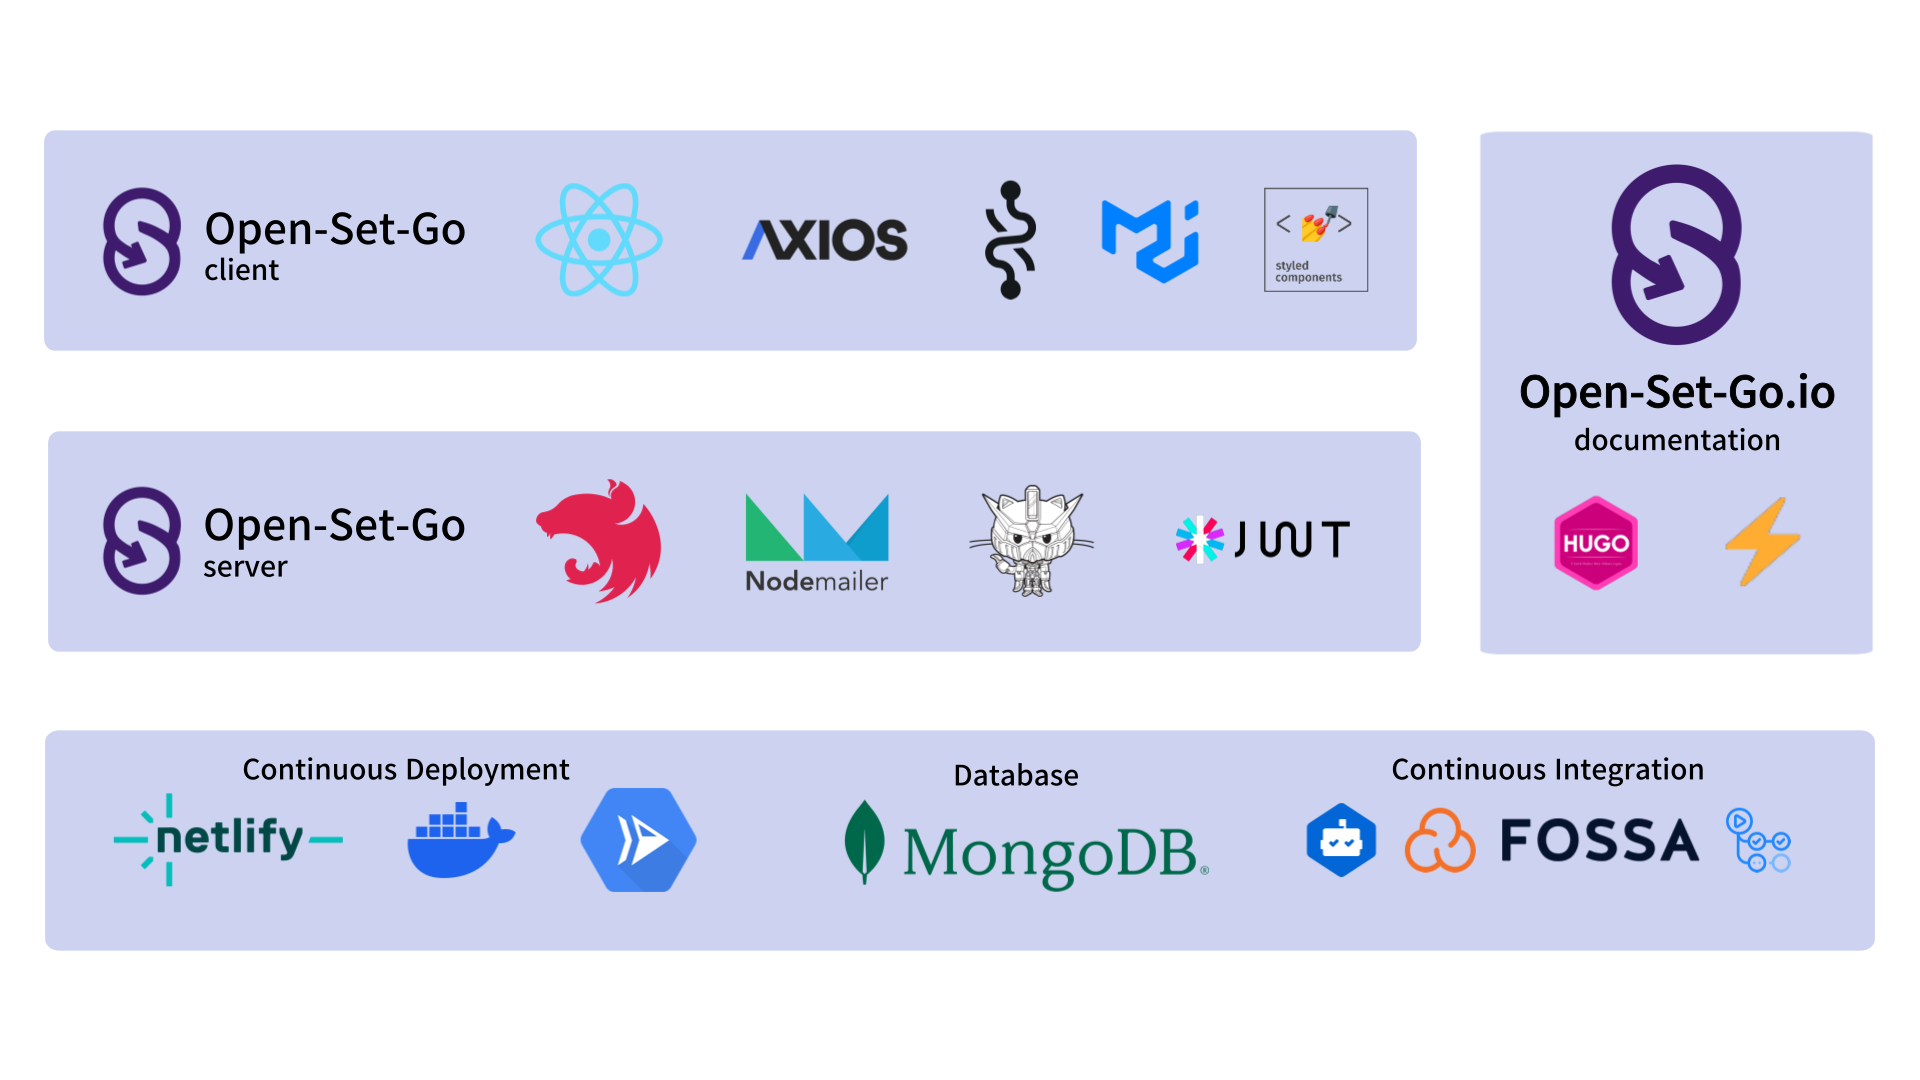 Open-Set-Go
client
AXIOS
styled
components
Open-Set-Go.io
documentation
HUGO
Open-Set-Go
server
Nodemailer
JWT
Continuous Deployment
netlify
Database
MongoDB®
Continuous Integration
FOSSA